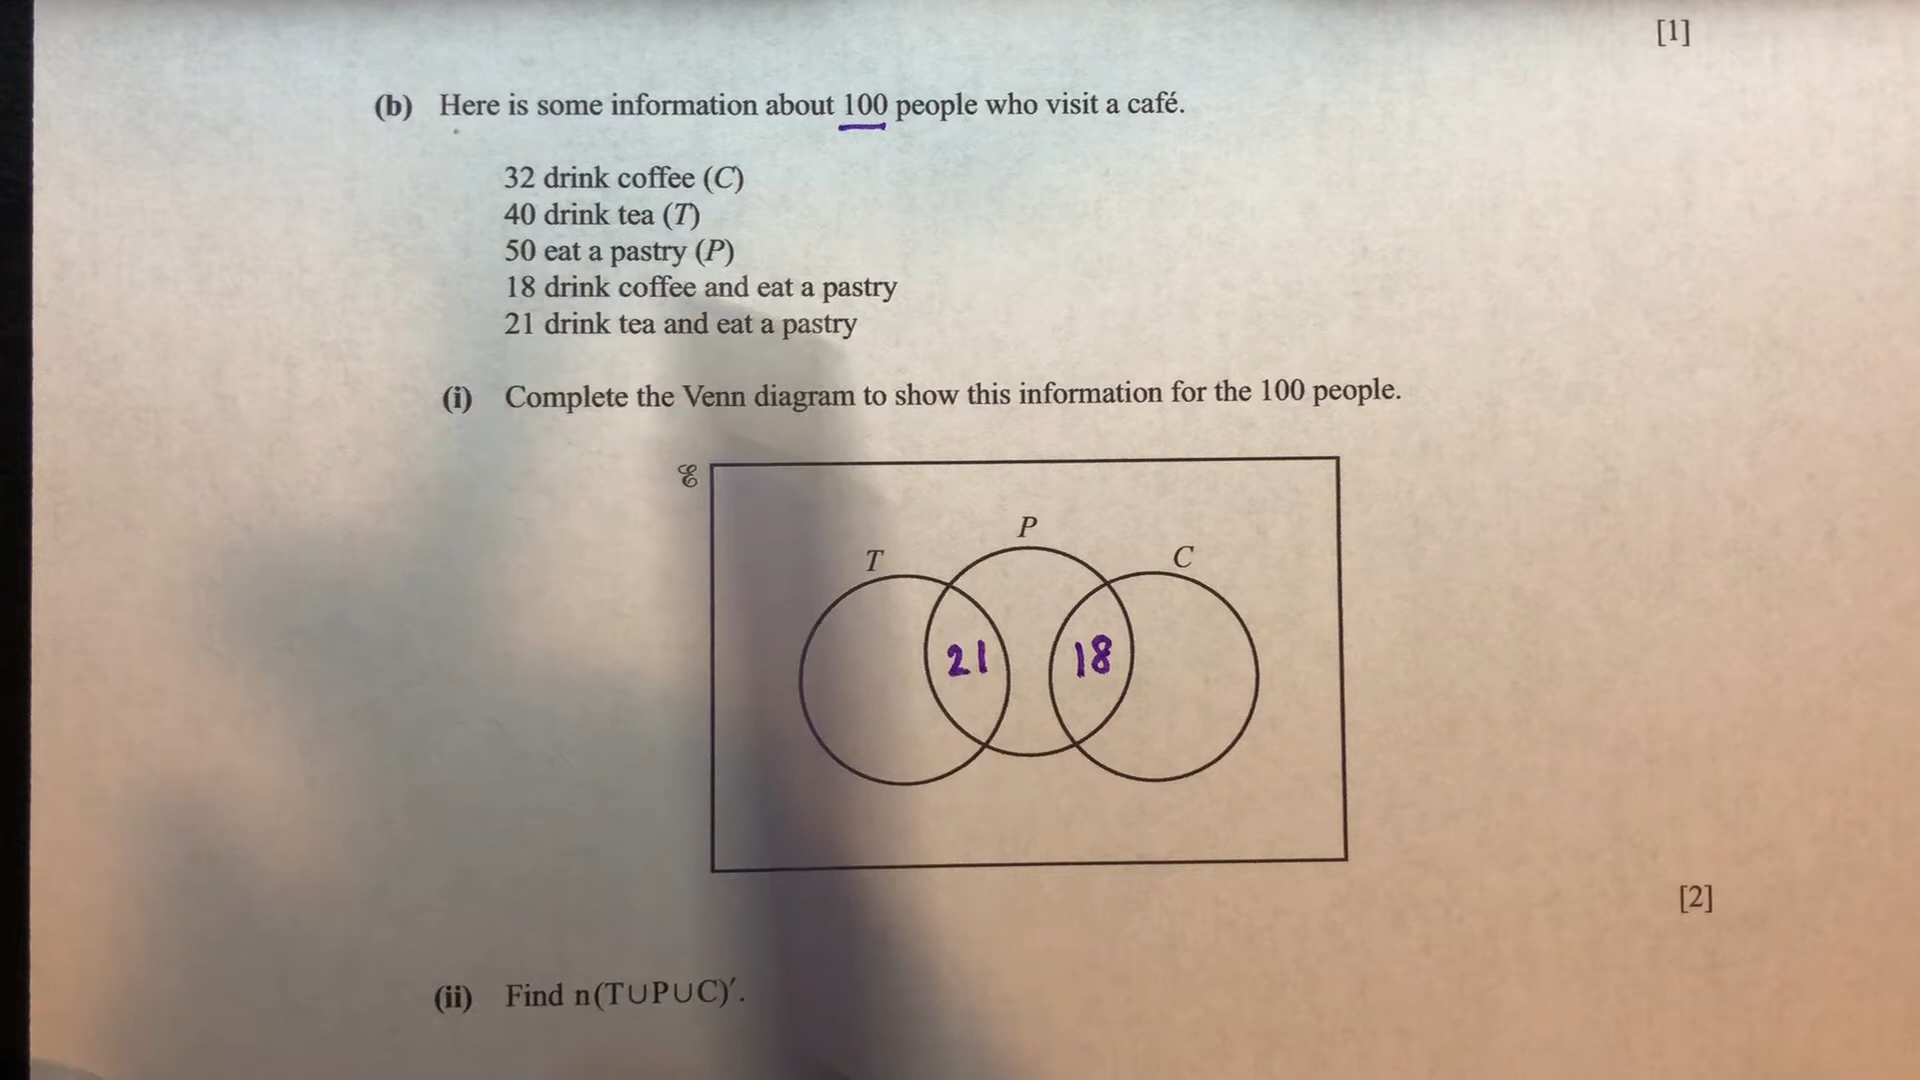 [1]
(b) Here is some information about 100 people who visit a café.
32 drink coffee (C)
40 drink tea (T)
50 eat a pastry (P)
18 drink coffee and eat a pastry
21 drink tea and eat a pastry
(i) Complete the Venn diagram to show this information for the 100 people.
ℰ
P
T
C
21
18
[2]
(ii) Find n(T∪P∪C)′.